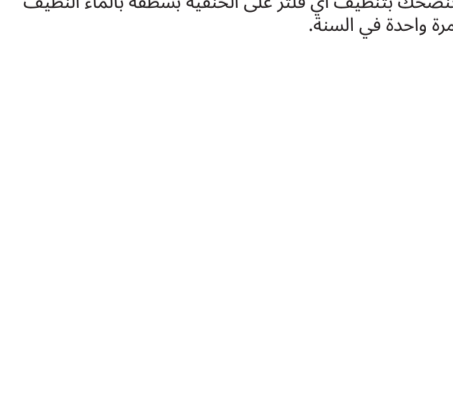 ننصحك بتنظيف أي فلتر على الحنفية بشطفه بالماء النظيف
مرة واحدة في السنة.